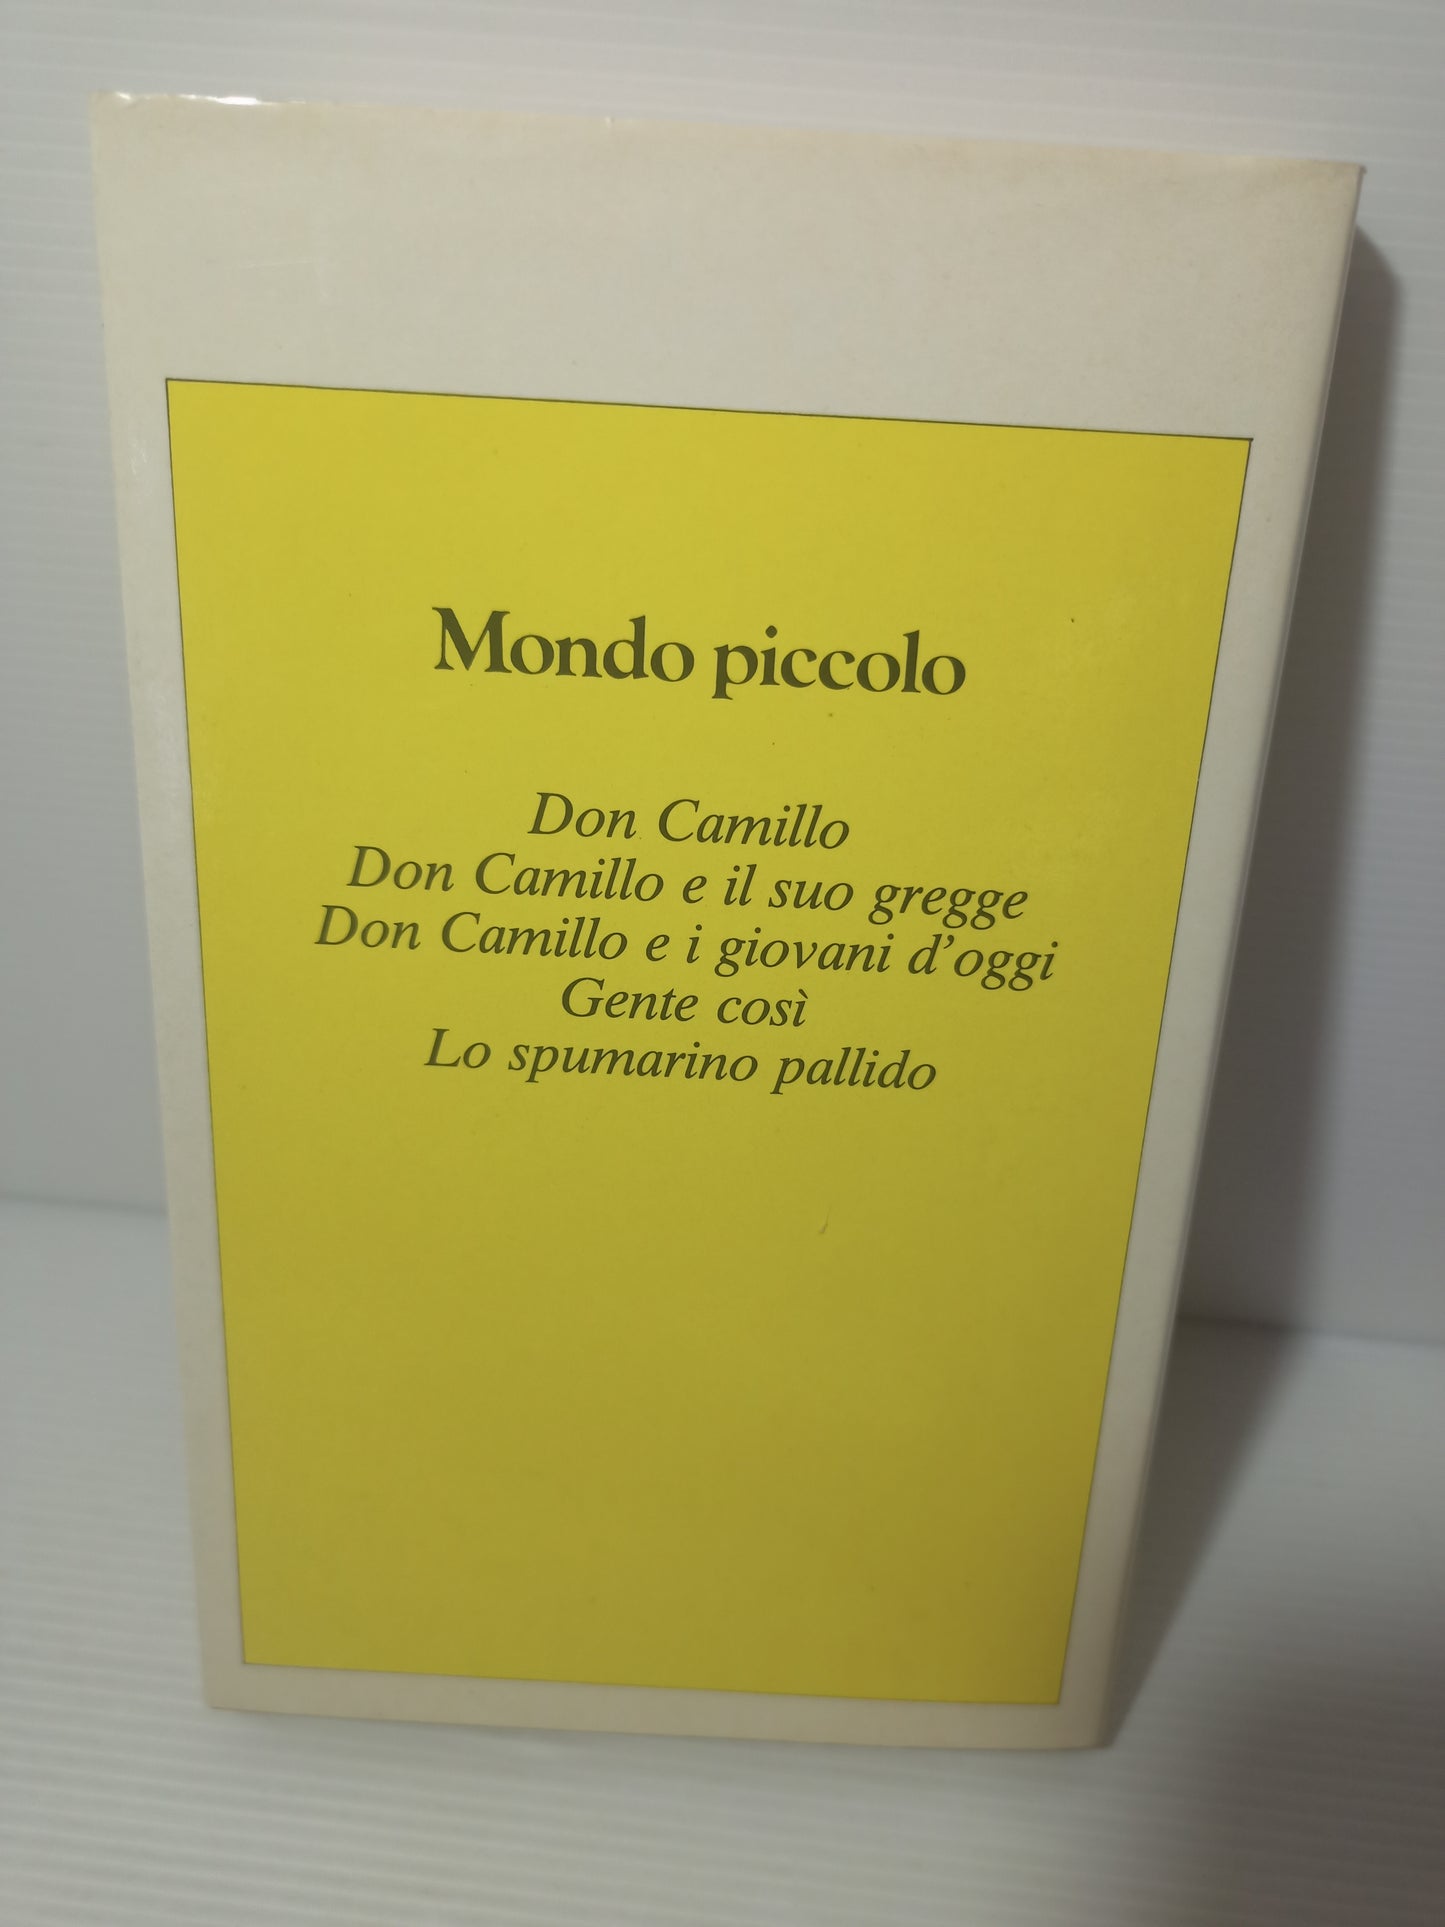 Mondo piccolo
Don Camillo
Don Camillo e il suo gregge
Don Camillo e i giovani d'oggi
Gente così
Lo spumarino pallido